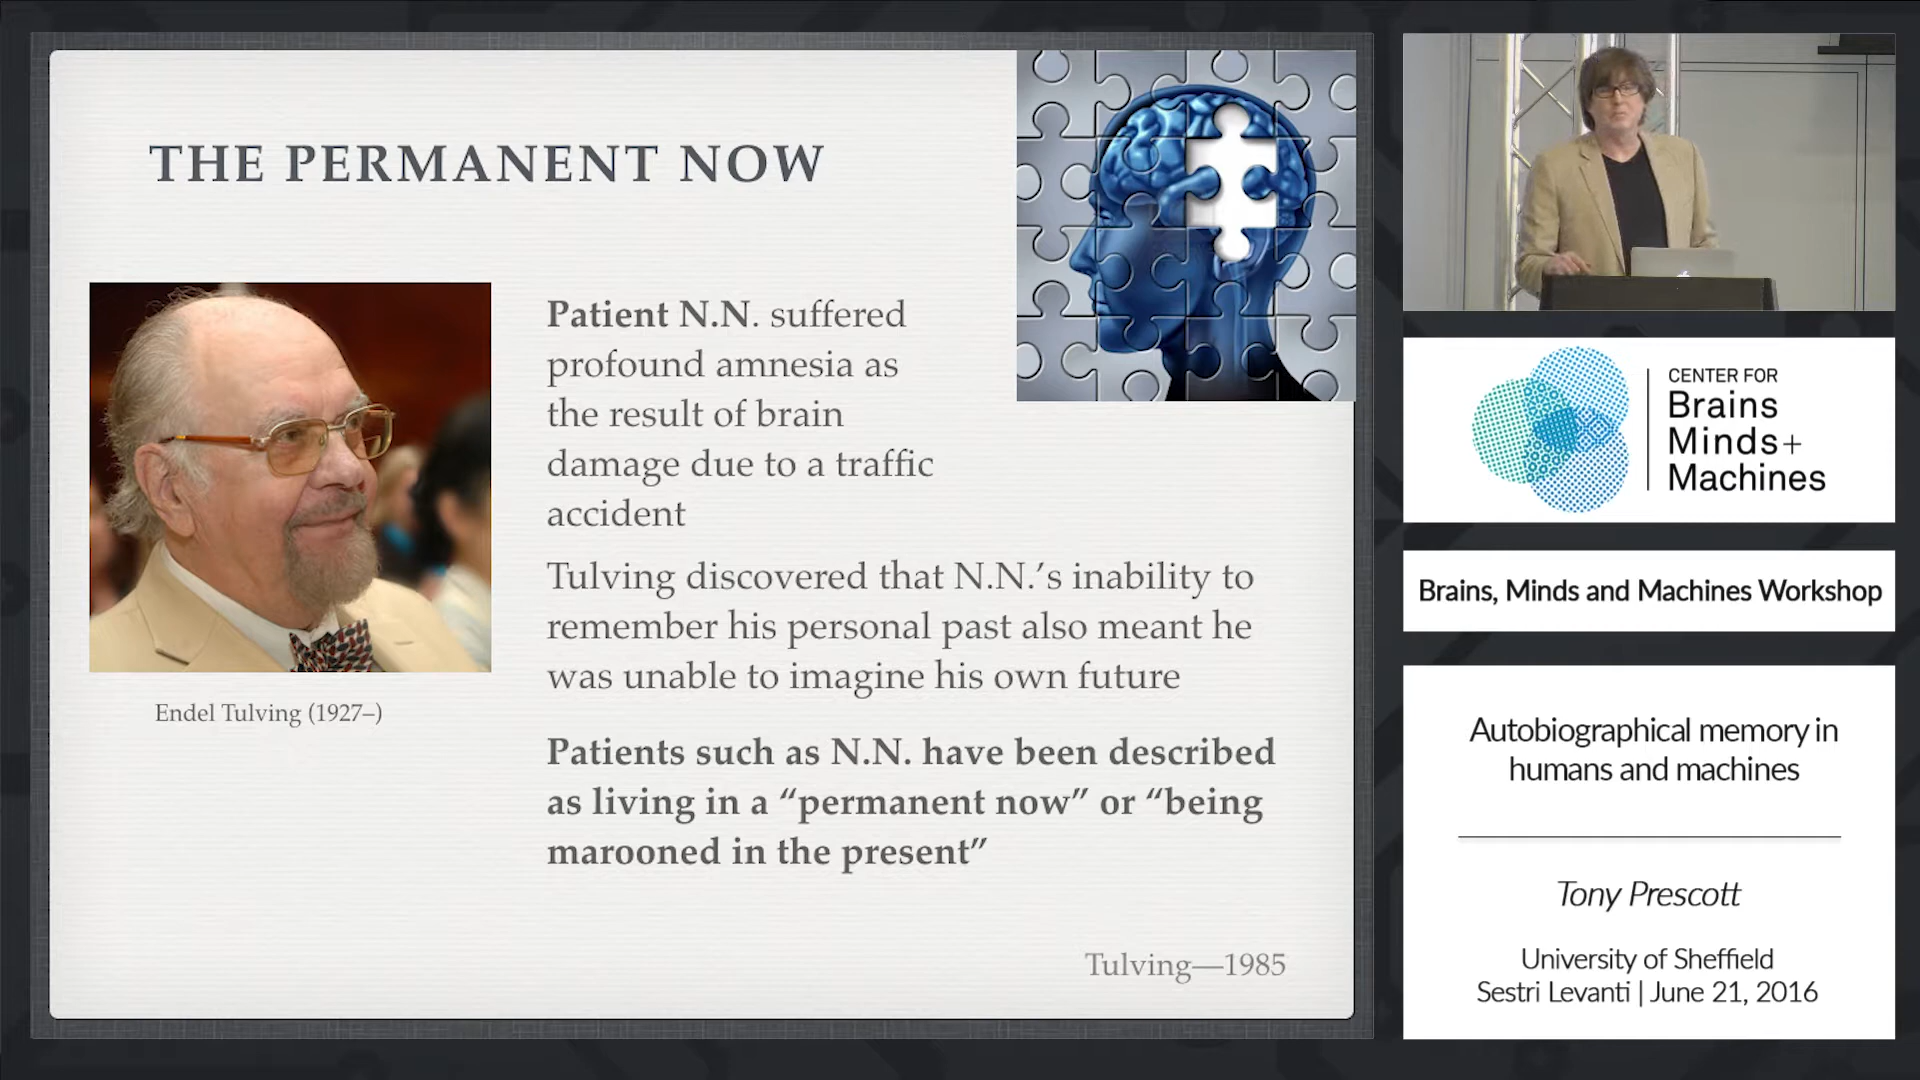 THE PERMANENT NOW
Patient N.N. suffered
profound amnesia as
the result of brain
damage due to a traffic
accident
Tulving discovered that N.N.’s inability to
remember his personal past also meant he
was unable to imagine his own future
Endel Tulving (1927–)
Patients such as N.N. have been described
as living in a “permanent now” or “being
marooned in the present”
Tulving—1985
CENTER FOR
Brains
Minds+
Machines
Brains, Minds and Machines Workshop
Autobiographical memory in
humans and machines
Tony Prescott
University of Sheffield
Sestri Levanti | June 21, 2016